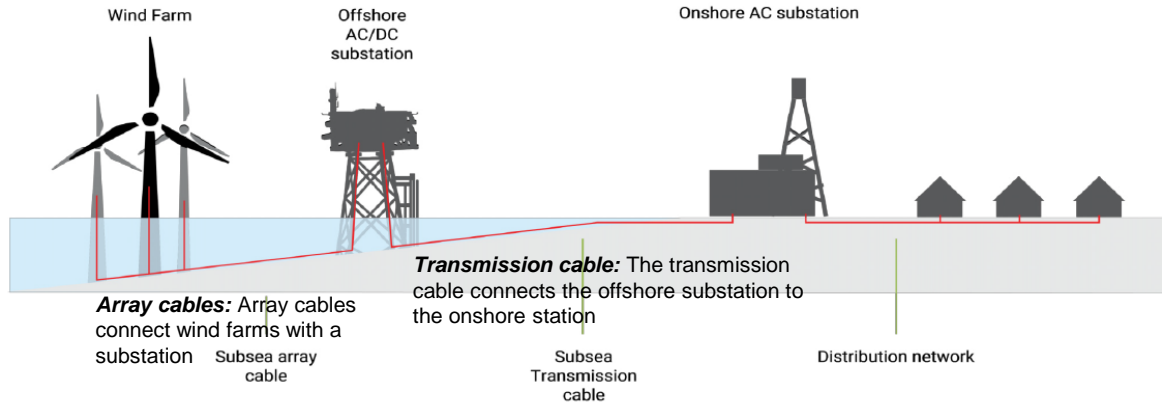 Wind Farm
Offshore
AC/DC
substation
Onshore AC substation
Transmission cable: The transmission
cable connects the offshore substation to
the onshore station
Array cables: Array cables
connect wind farms with a
substation
Subsea array
cable
Subsea
Transmission
cable
Distribution network